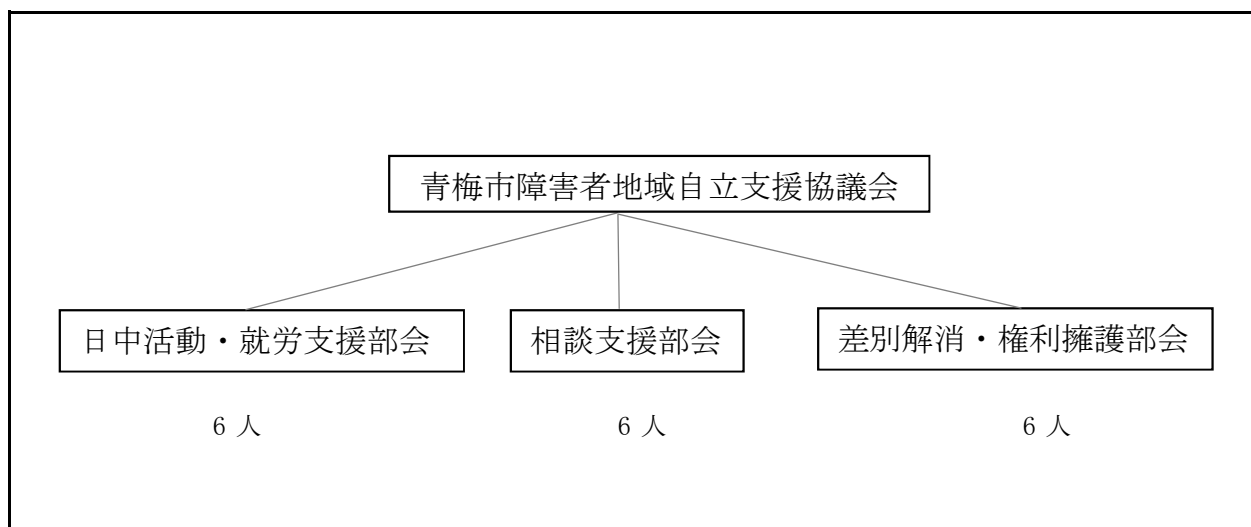 青梅市障害者地域自立支援協議会
日中活動・就労支援部会
相談支援部会
差別解消・権利擁護部会
6 人
6 人
6 人